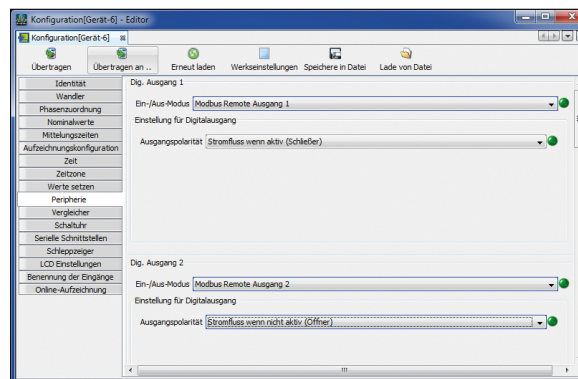 Konfiguration[Gerät-6] - Editor
Konfiguration[Gerät-6]
Übertragen Übertragen an .. Erneut laden Werkseinstellungen Speichere in Datei Lade von Datei
Identität
Wandler
Phasenzuordnung
Nominalwerte
Mittelungszeiten
Aufzeichnungskonfiguration
Zeit
Zeitzone
Werte setzen
Peripherie
Vergleicher
Schaltuhr
Serielle Schnittstellen
Schleppzeiger
LCD Einstellungen
Benennung der Eingänge
Online-Aufzeichnung
Dig. Ausgang 1
Ein-/Aus-Modus Modbus Remote Ausgang 1
Einstellung für Digitalausgang
Ausgangspolarität Stromfluss wenn aktiv (Schließer)
Dig. Ausgang 2
Ein-/Aus-Modus Modbus Remote Ausgang 2
Einstellung für Digitalausgang
Ausgangspolarität Stromfluss wenn nicht aktiv (Öffner)